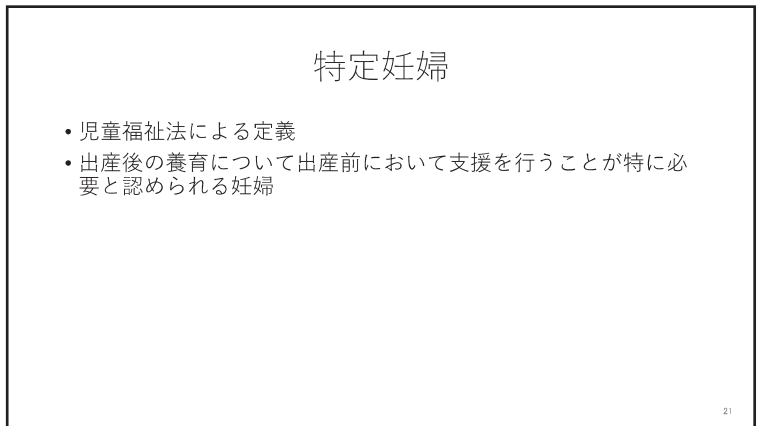 特定妊婦
• 児童福祉法による定義
• 出産後の養育について出産前において支援を行うことが特に必
要と認められる妊婦
21